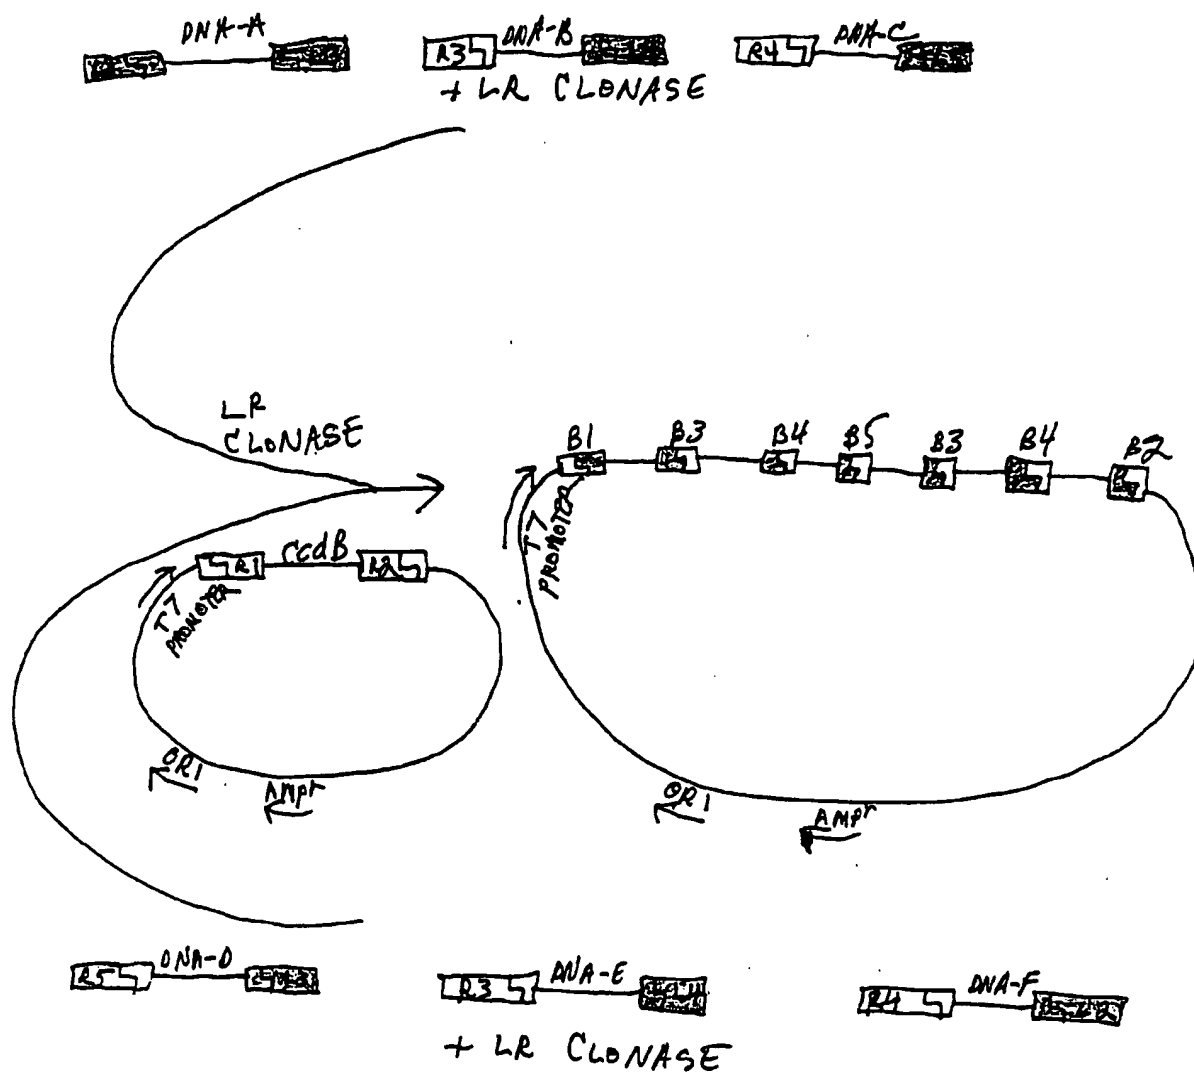 DNA-A
DNA-B
DNA-C
R3
R4
+ LR CLONASE
LR
CLONASE
B1
B3
B4
B5
B3
B4
B2
T7
PROMOTER
R1
ccdB
R2
T7
PROMOTER
ORI
AMPr
ORI
AMPr
R5
DNA-D
R3
DNA-E
R4
DNA-F
+ LR CLONASE